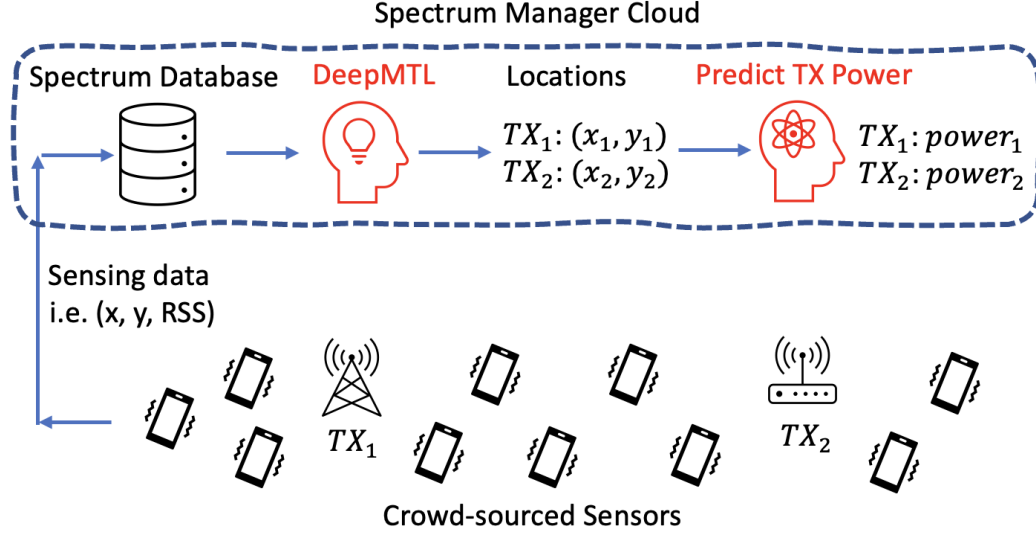 Spectrum Manager Cloud
Spectrum Database
DeepMTL
Locations
Predict TX Power
TX₁: (x₁, y₁)
TX₂: (x₂, y₂)
TX₁: power₁
TX₂: power₂
Sensing data
i.e. (x, y, RSS)
TX₁
TX₂
Crowd-sourced Sensors